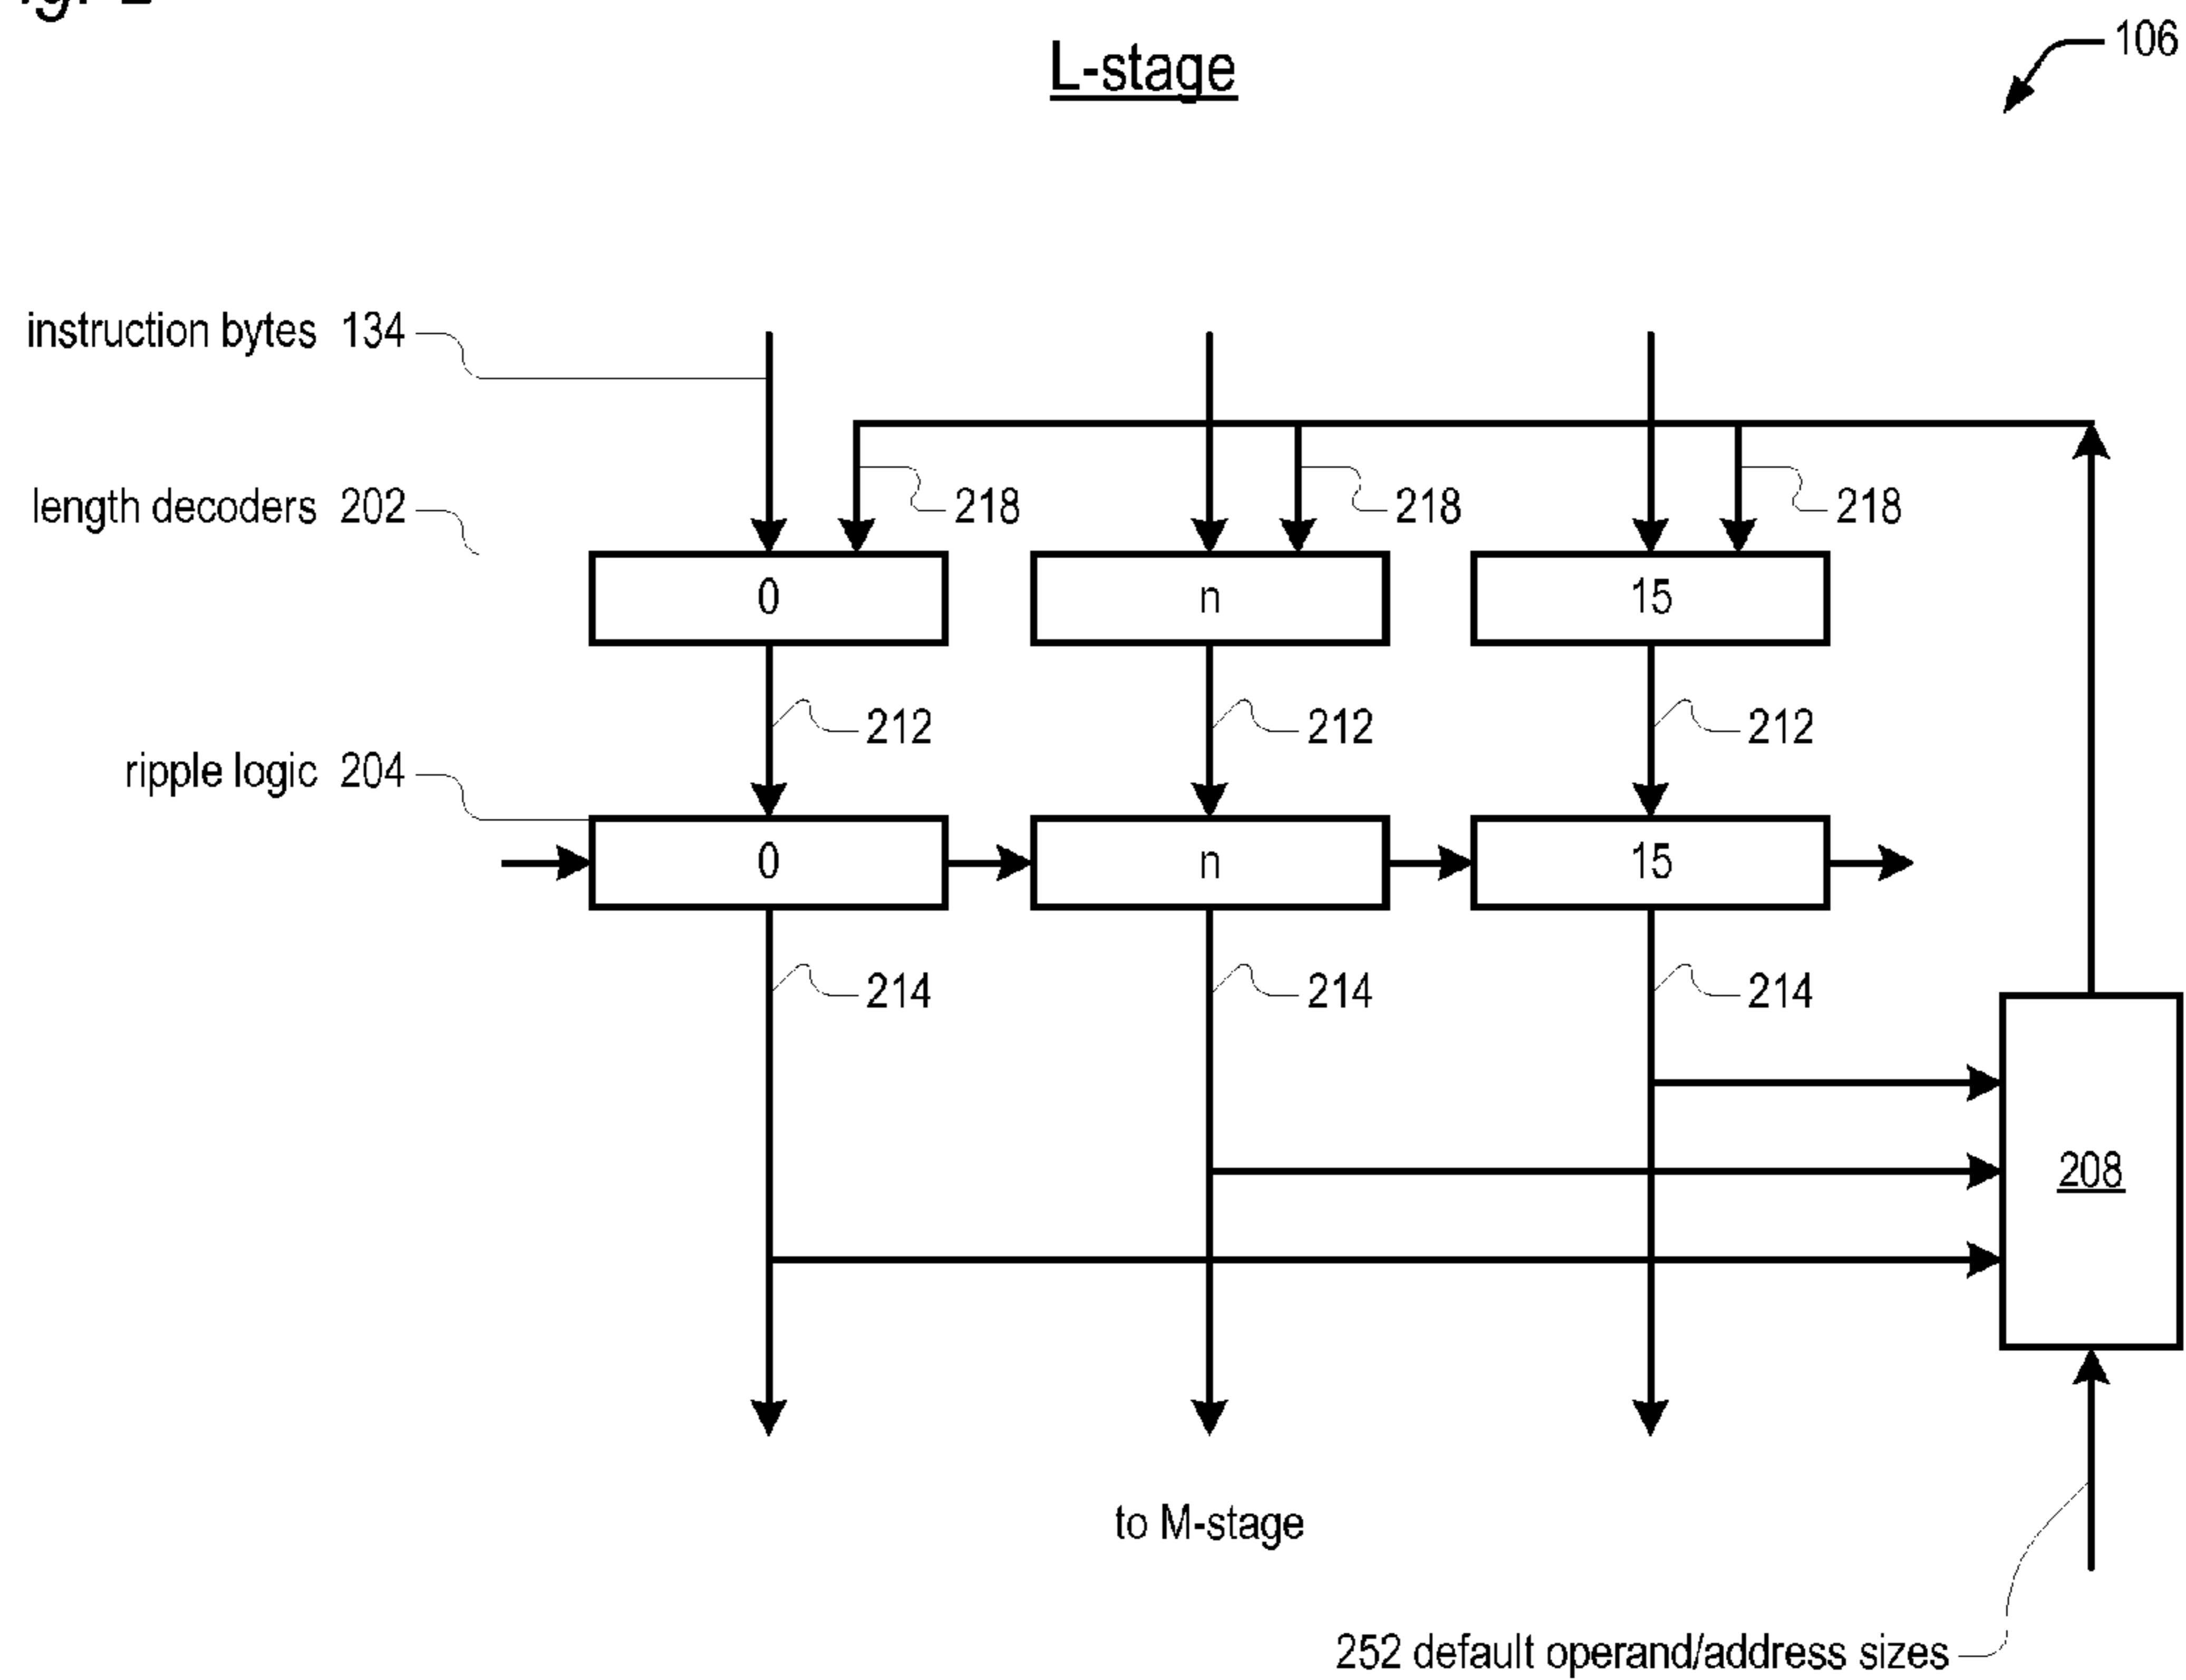 L-stage
106
instruction bytes 134
length decoders 202
218
218
218
0
n
15
212
212
212
ripple logic 204
0
n
15
214
214
214
208
to M-stage
252 default operand/address sizes